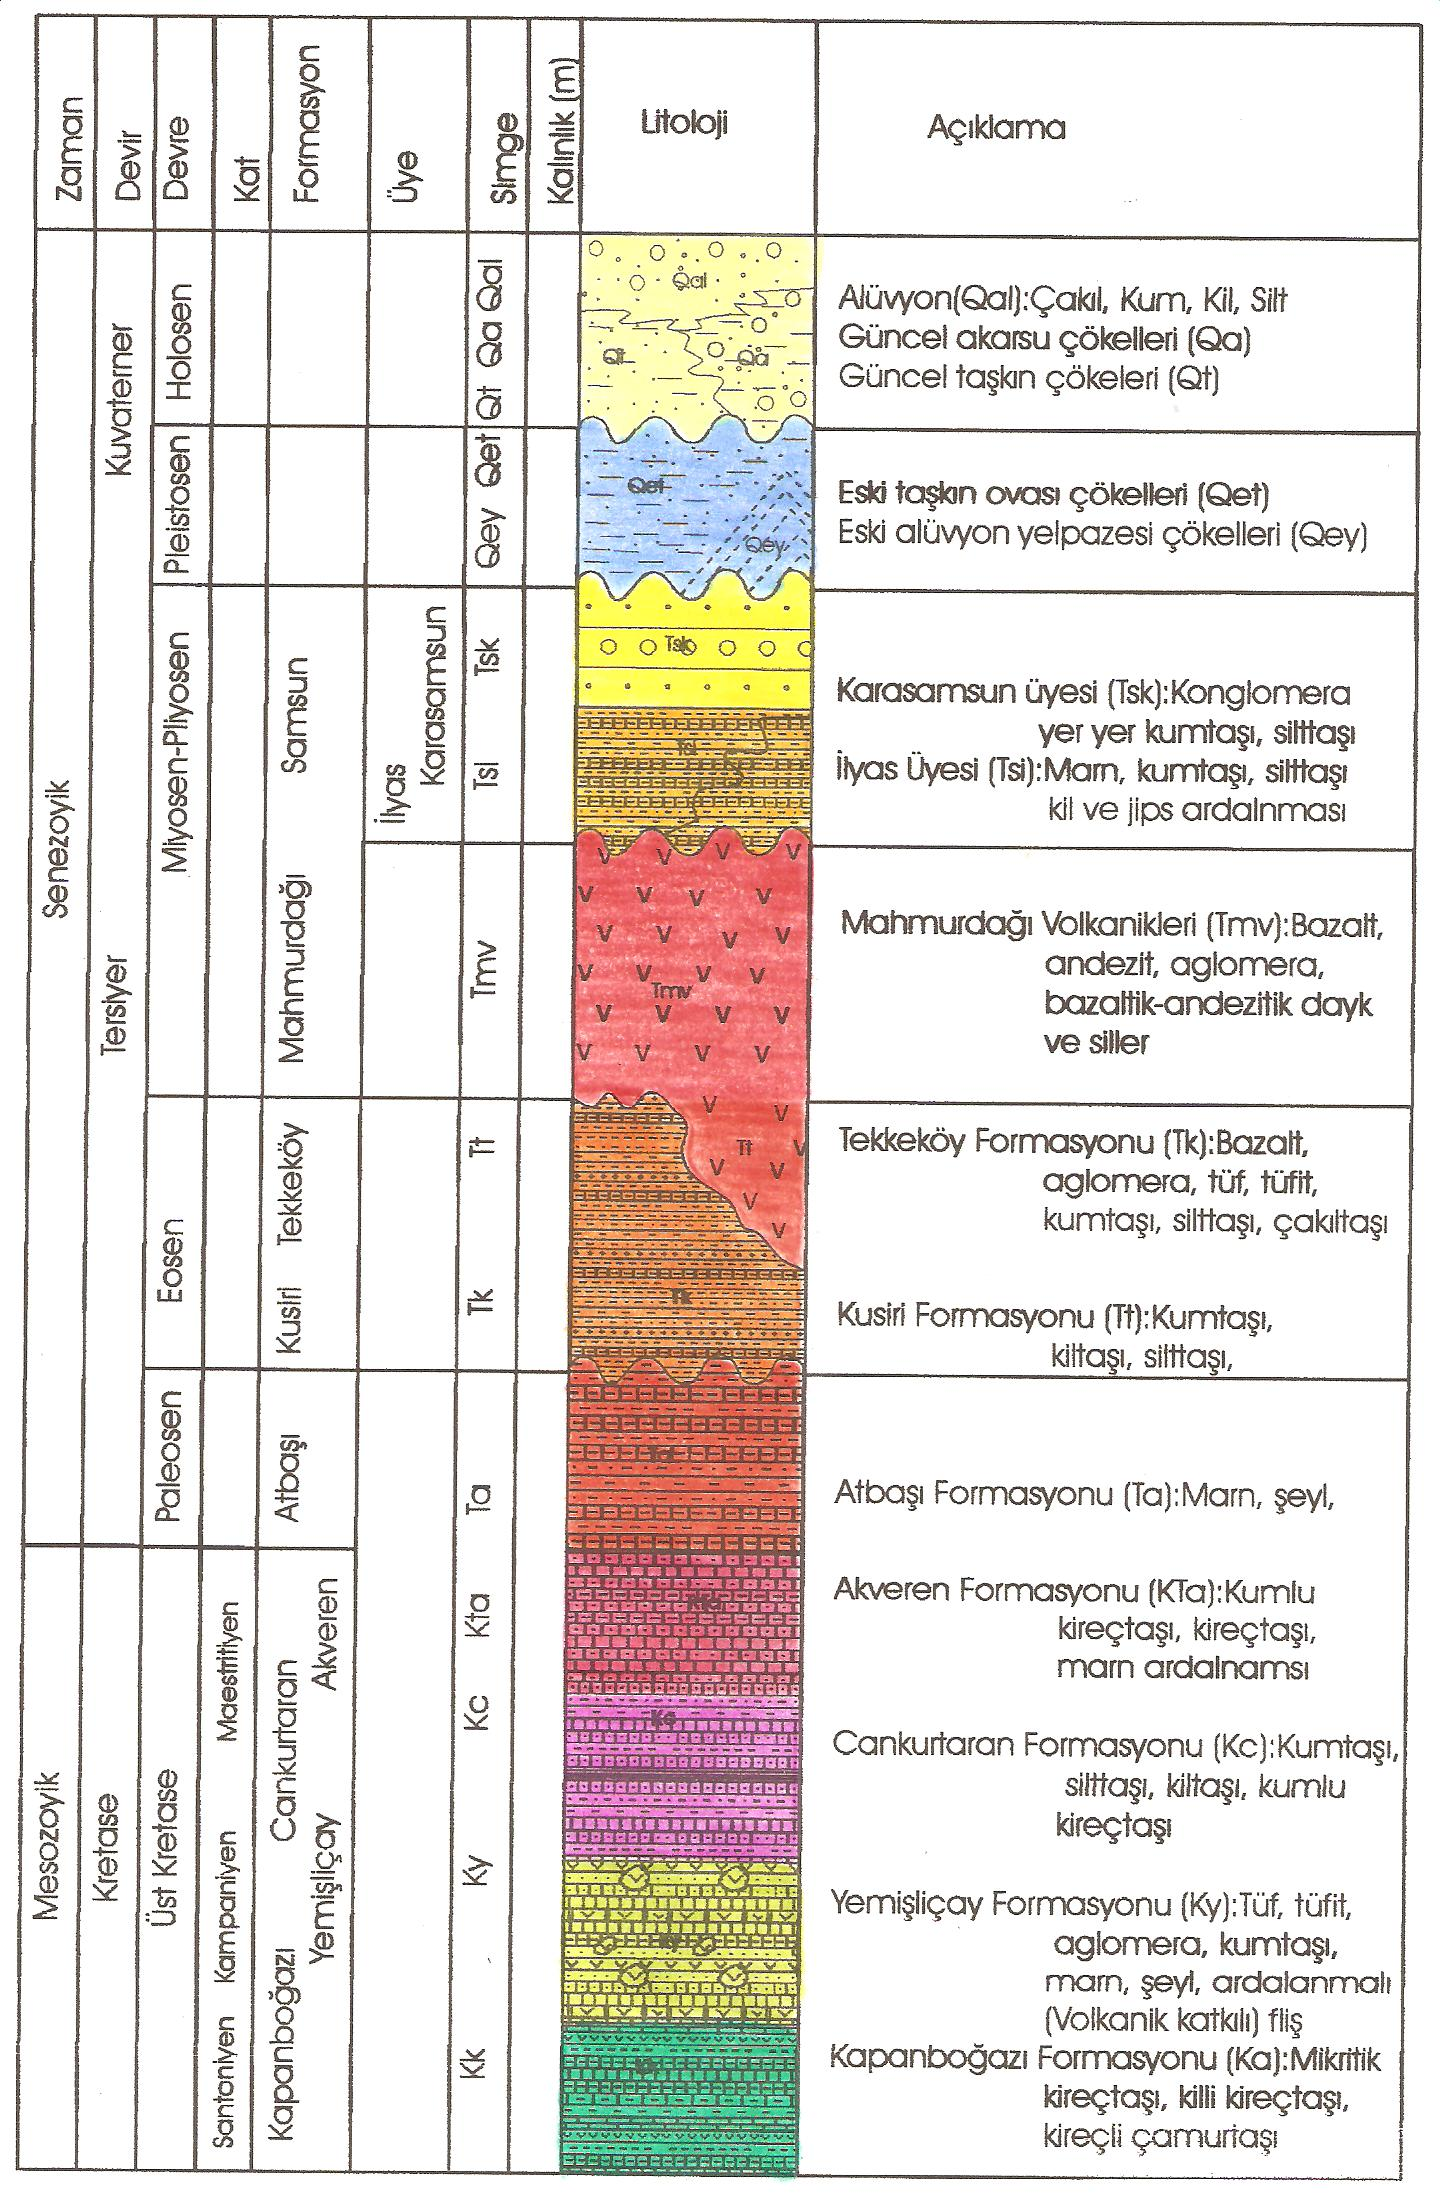 Zaman
Devir
Devre
Kat
Formasyon
Üye
Simge
Kalınlık (m)
Litoloji
Açıklama
Senezoyik
Kuvaterner
Holosen
Qt Qa Qal
Qal
Qt
Qa
Alüvyon(Qal):Çakıl, Kum, Kil, Silt
Güncel akarsu çökelleri (Qa)
Güncel taşkın çökeleri (Qt)
Pleistosen
Qey Qet
Qet
Qey
Eski taşkın ovası çökelleri (Qet)
Eski alüvyon yelpazesi çökelleri (Qey)
Tersiyer
Miyosen-Pliyosen
Samsun
İlyas
Karasamsun
Tsi
Tsk
Tsk
Tsi
Karasamsun üyesi (Tsk):Konglomera
yer yer kumtaşı, silttaşı
İlyas Üyesi (Tsi):Marn, kumtaşı, silttaşı
kil ve jips ardalnması
Mahmurdağı
Tmv
Tmv
Mahmurdağı Volkanikleri (Tmv):Bazalt,
andezit, aglomera,
bazaltik-andezitik dayk
ve siller
Eosen
Kusiri
Tekkeköy
Tk
Tt
Tt
Tk
Tekkeköy Formasyonu (Tk):Bazalt,
aglomera, tüf, tüfit,
kumtaşı, silttaşı, çakıltaşı
Kusiri Formasyonu (Tt):Kumtaşı,
kiltaşı, silttaşı,
Paleosen
Atbaşı
Ta
Atbaşı Formasyonu (Ta):Marn, şeyl,
Mesozoyik
Kretase
Üst Kretase
Santoniyen
Kampaniyen
Maestritiyen
Kapanboğazı
Yemişliçay
Cankurtaran
Akveren
Kk
Ky
Kc
Kta
Kta
Kc
Ky
Akveren Formasyonu (KTa):Kumlu
kireçtaşı, kireçtaşı,
marn ardalnamsı
Cankurtaran Formasyonu (Kc):Kumtaşı,
silttaşı, kiltaşı, kumlu
kireçtaşı
Yemişliçay Formasyonu (Ky):Tüf, tüfit,
aglomera, kumtaşı,
marn, şeyl, ardalanmalı
(Volkanik katkılı) fliş
Kapanboğazı Formasyonu (Ka):Mikritik
kireçtaşı, killi kireçtaşı,
kireçli çamurtaşı